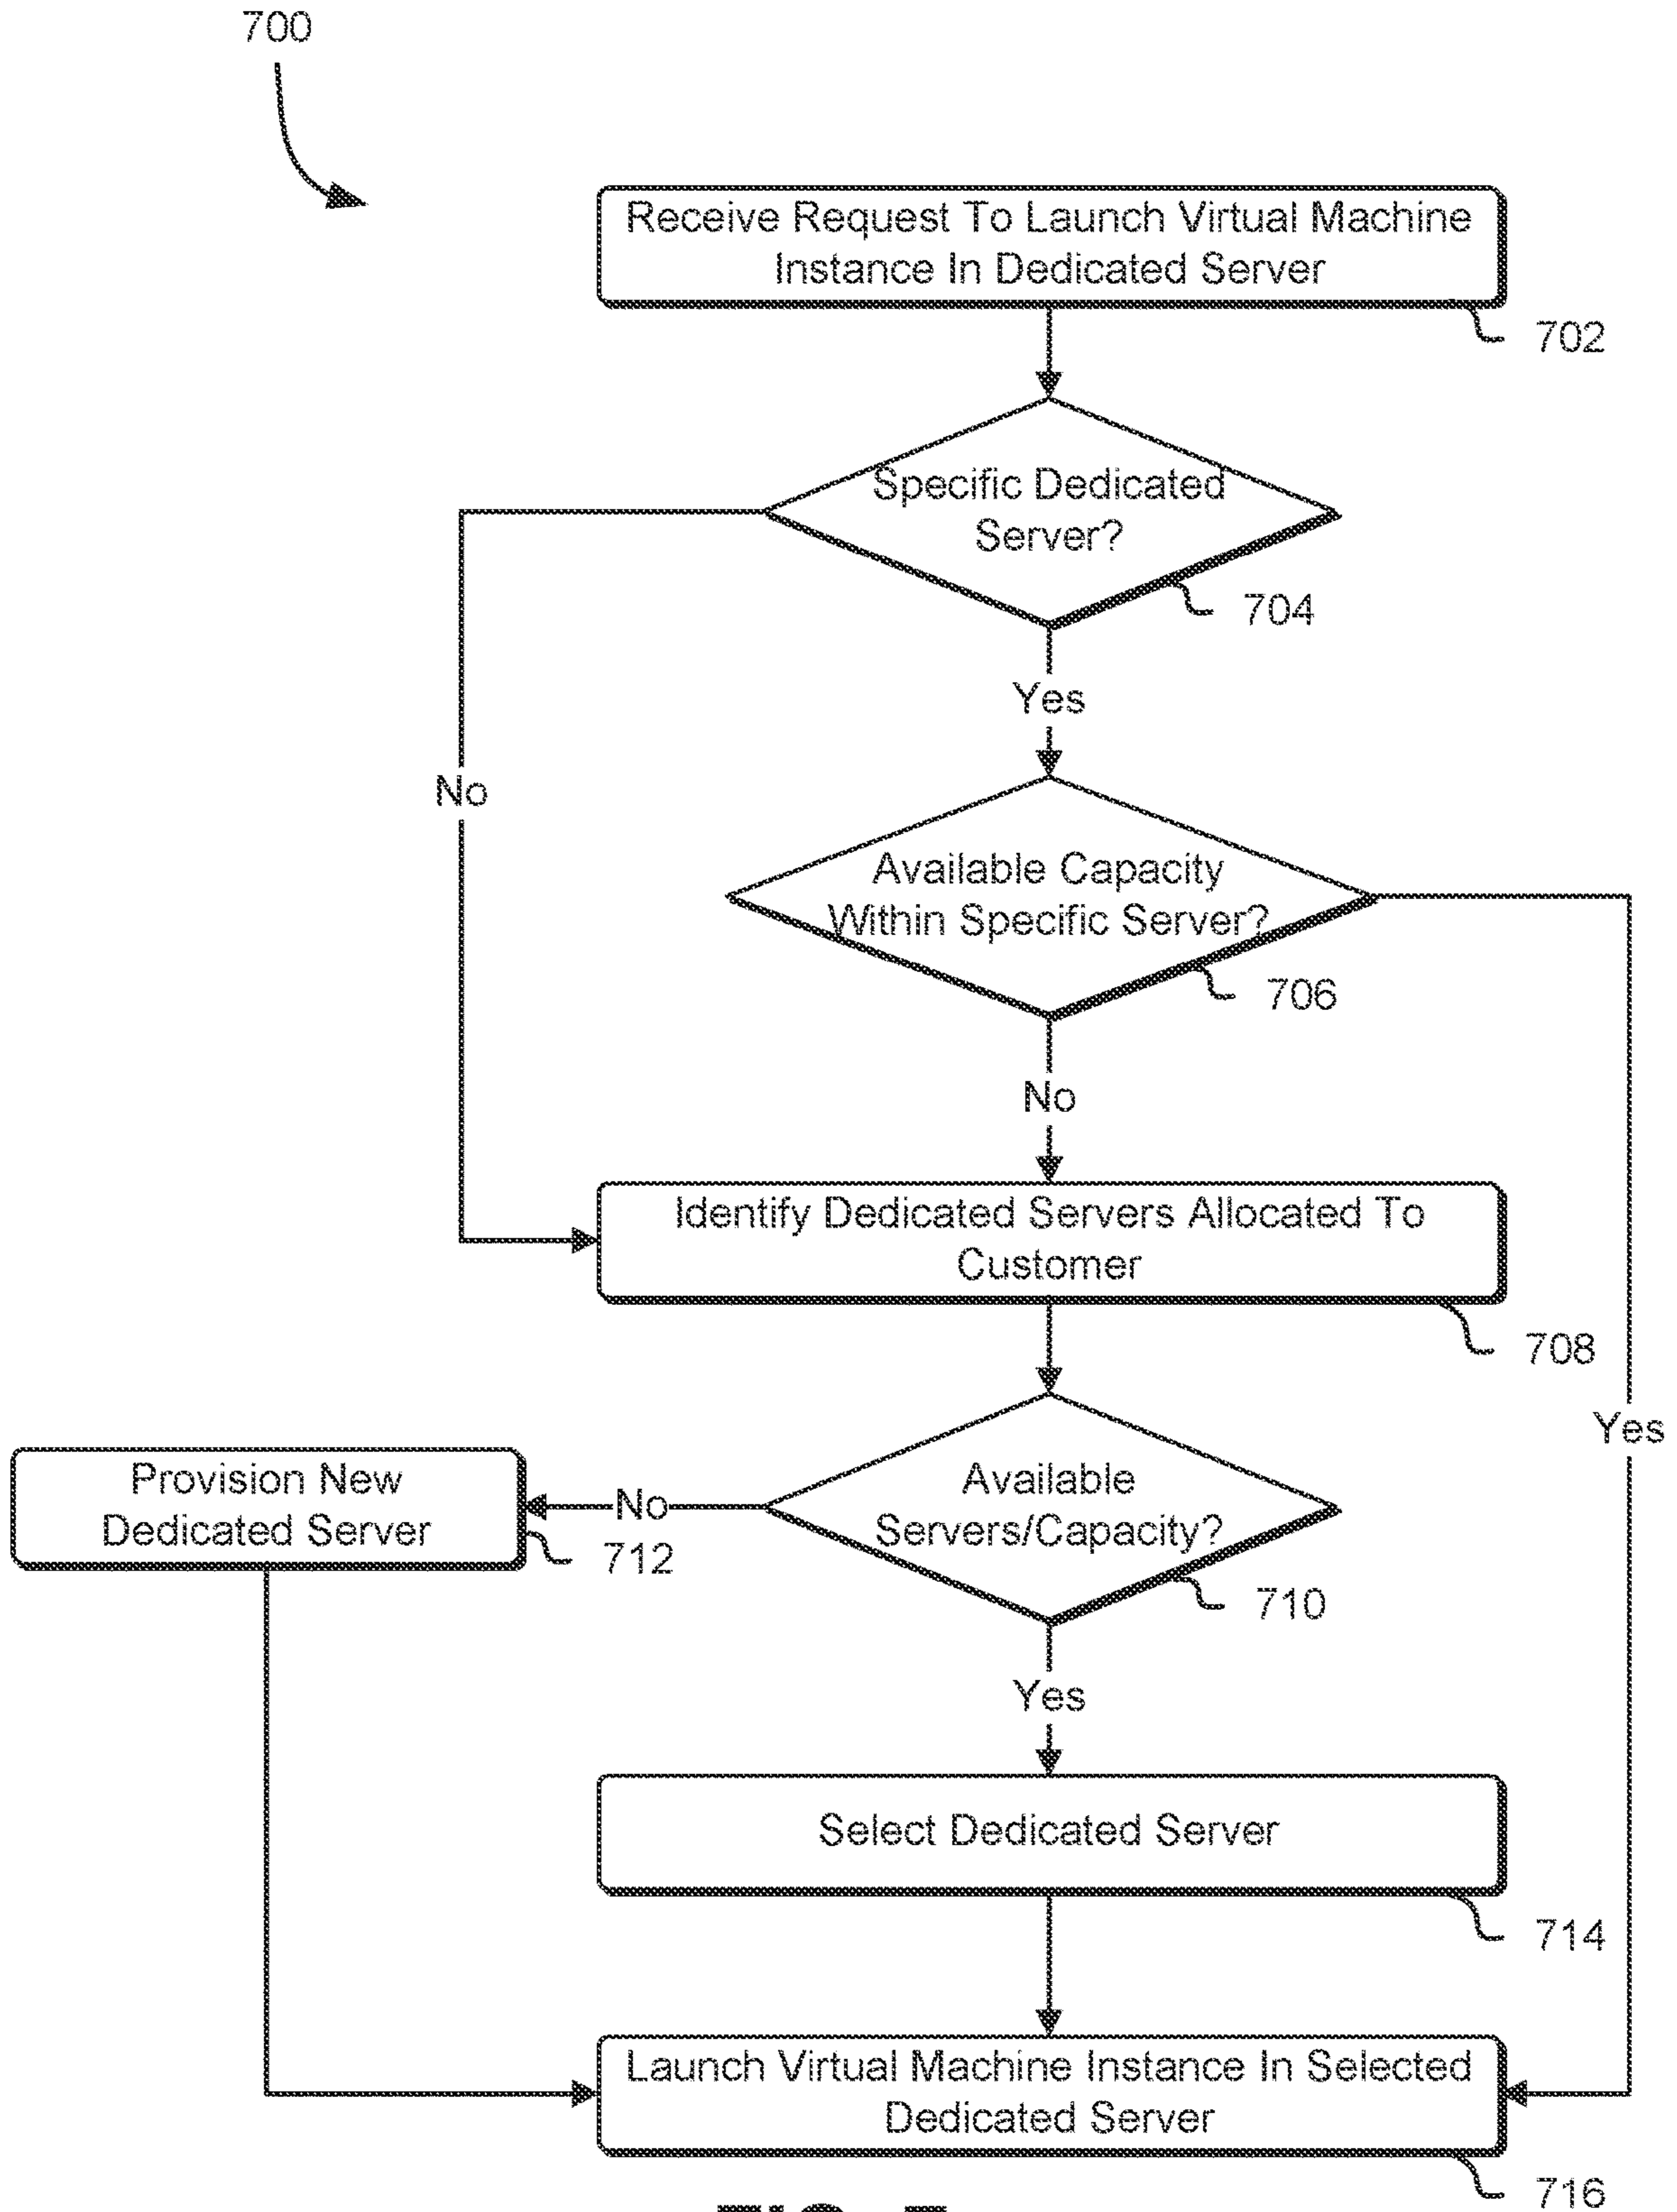 700
Receive Request To Launch Virtual Machine
Instance In Dedicated Server
702
Specific Dedicated
Server?
704
Yes
No
Available Capacity
Within Specific Server?
706
No
Identify Dedicated Servers Allocated To
Customer
708
Yes
Provision New
Dedicated Server
712
No
Available
Servers/Capacity?
710
Yes
Select Dedicated Server
714
Launch Virtual Machine Instance In Selected
Dedicated Server
716